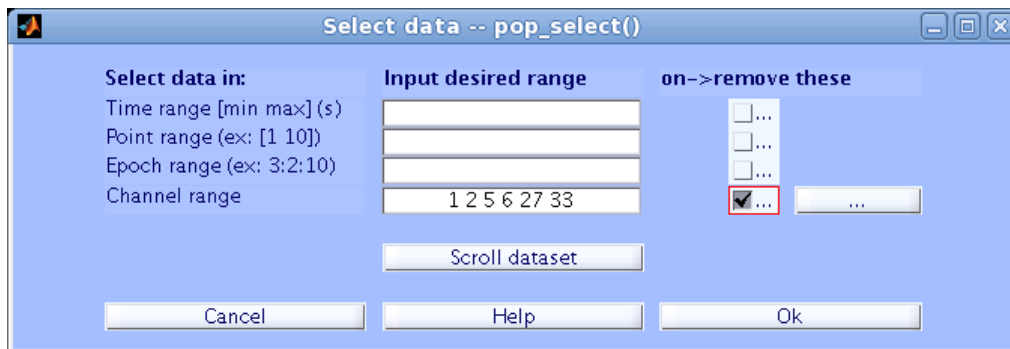 Select data -- pop_select()
Select data in: Input desired range on->remove these
Time range [min max] (s) ...
Point range (ex: [1 10]) ...
Epoch range (ex: 3:2:10) ...
Channel range 1 2 5 6 27 33 ... ...
Scroll dataset
Cancel Help Ok